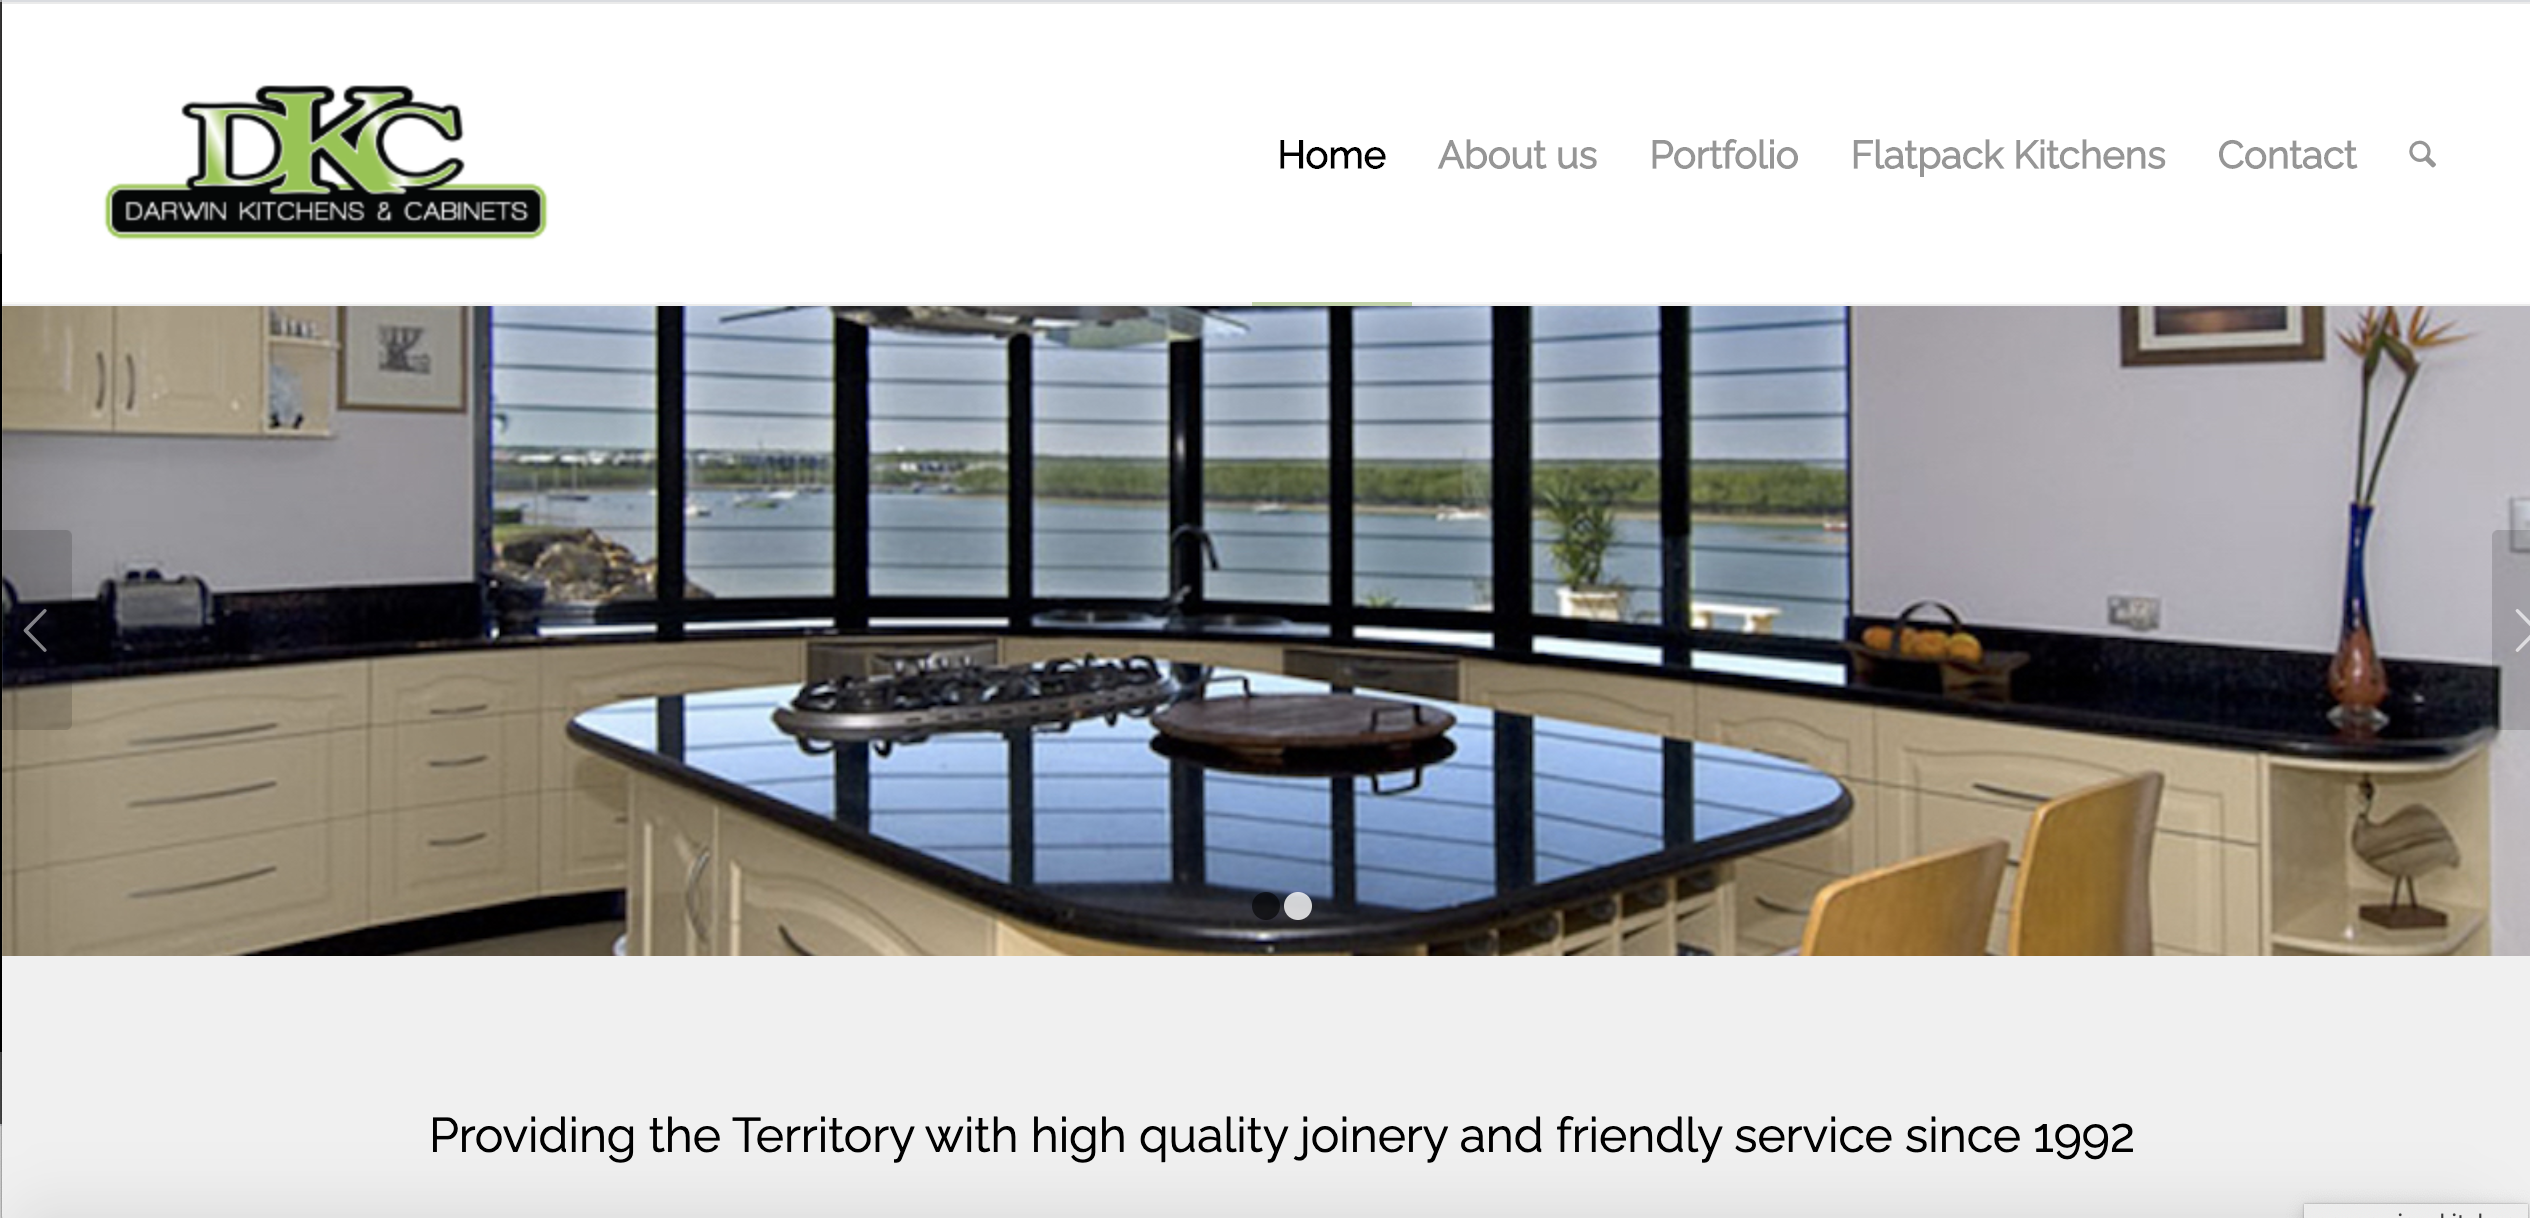 DKC
DARWIN KITCHENS & CABINETS
Home About us Portfolio Flatpack Kitchens Contact
Providing the Territory with high quality joinery and friendly service since 1992